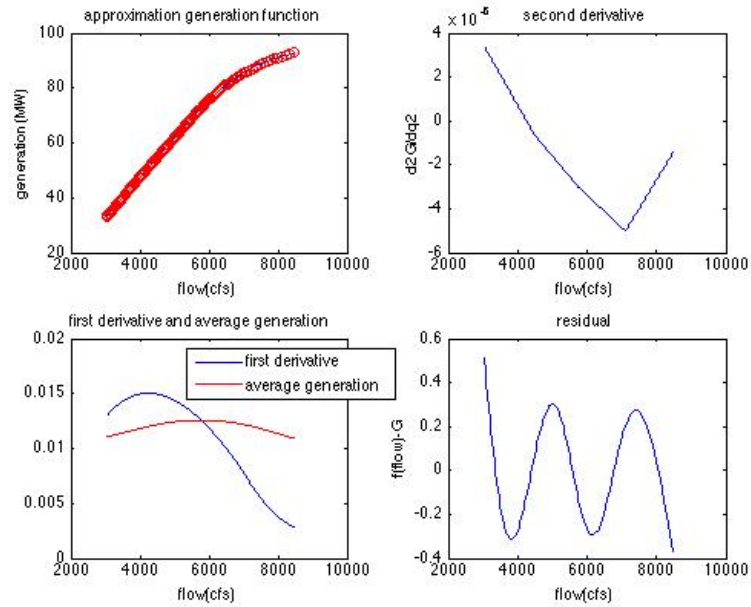 approximation generation function
100
80
60
40
20
generation (MW)
2000 4000 6000 8000 10000
flow(cfs)
second derivative
× 10⁻⁶
4
2
0
-2
-4
-6
d2G/dq2
2000 4000 6000 8000 10000
flow(cfs)
first derivative and average generation
0.02
0.015
0.01
0.005
0
first derivative
average generation
2000 4000 6000 8000 10000
flow(cfs)
residual
0.6
0.4
0.2
0
-0.2
-0.4
f(flow)-G
2000 4000 6000 8000 10000
flow(cfs)